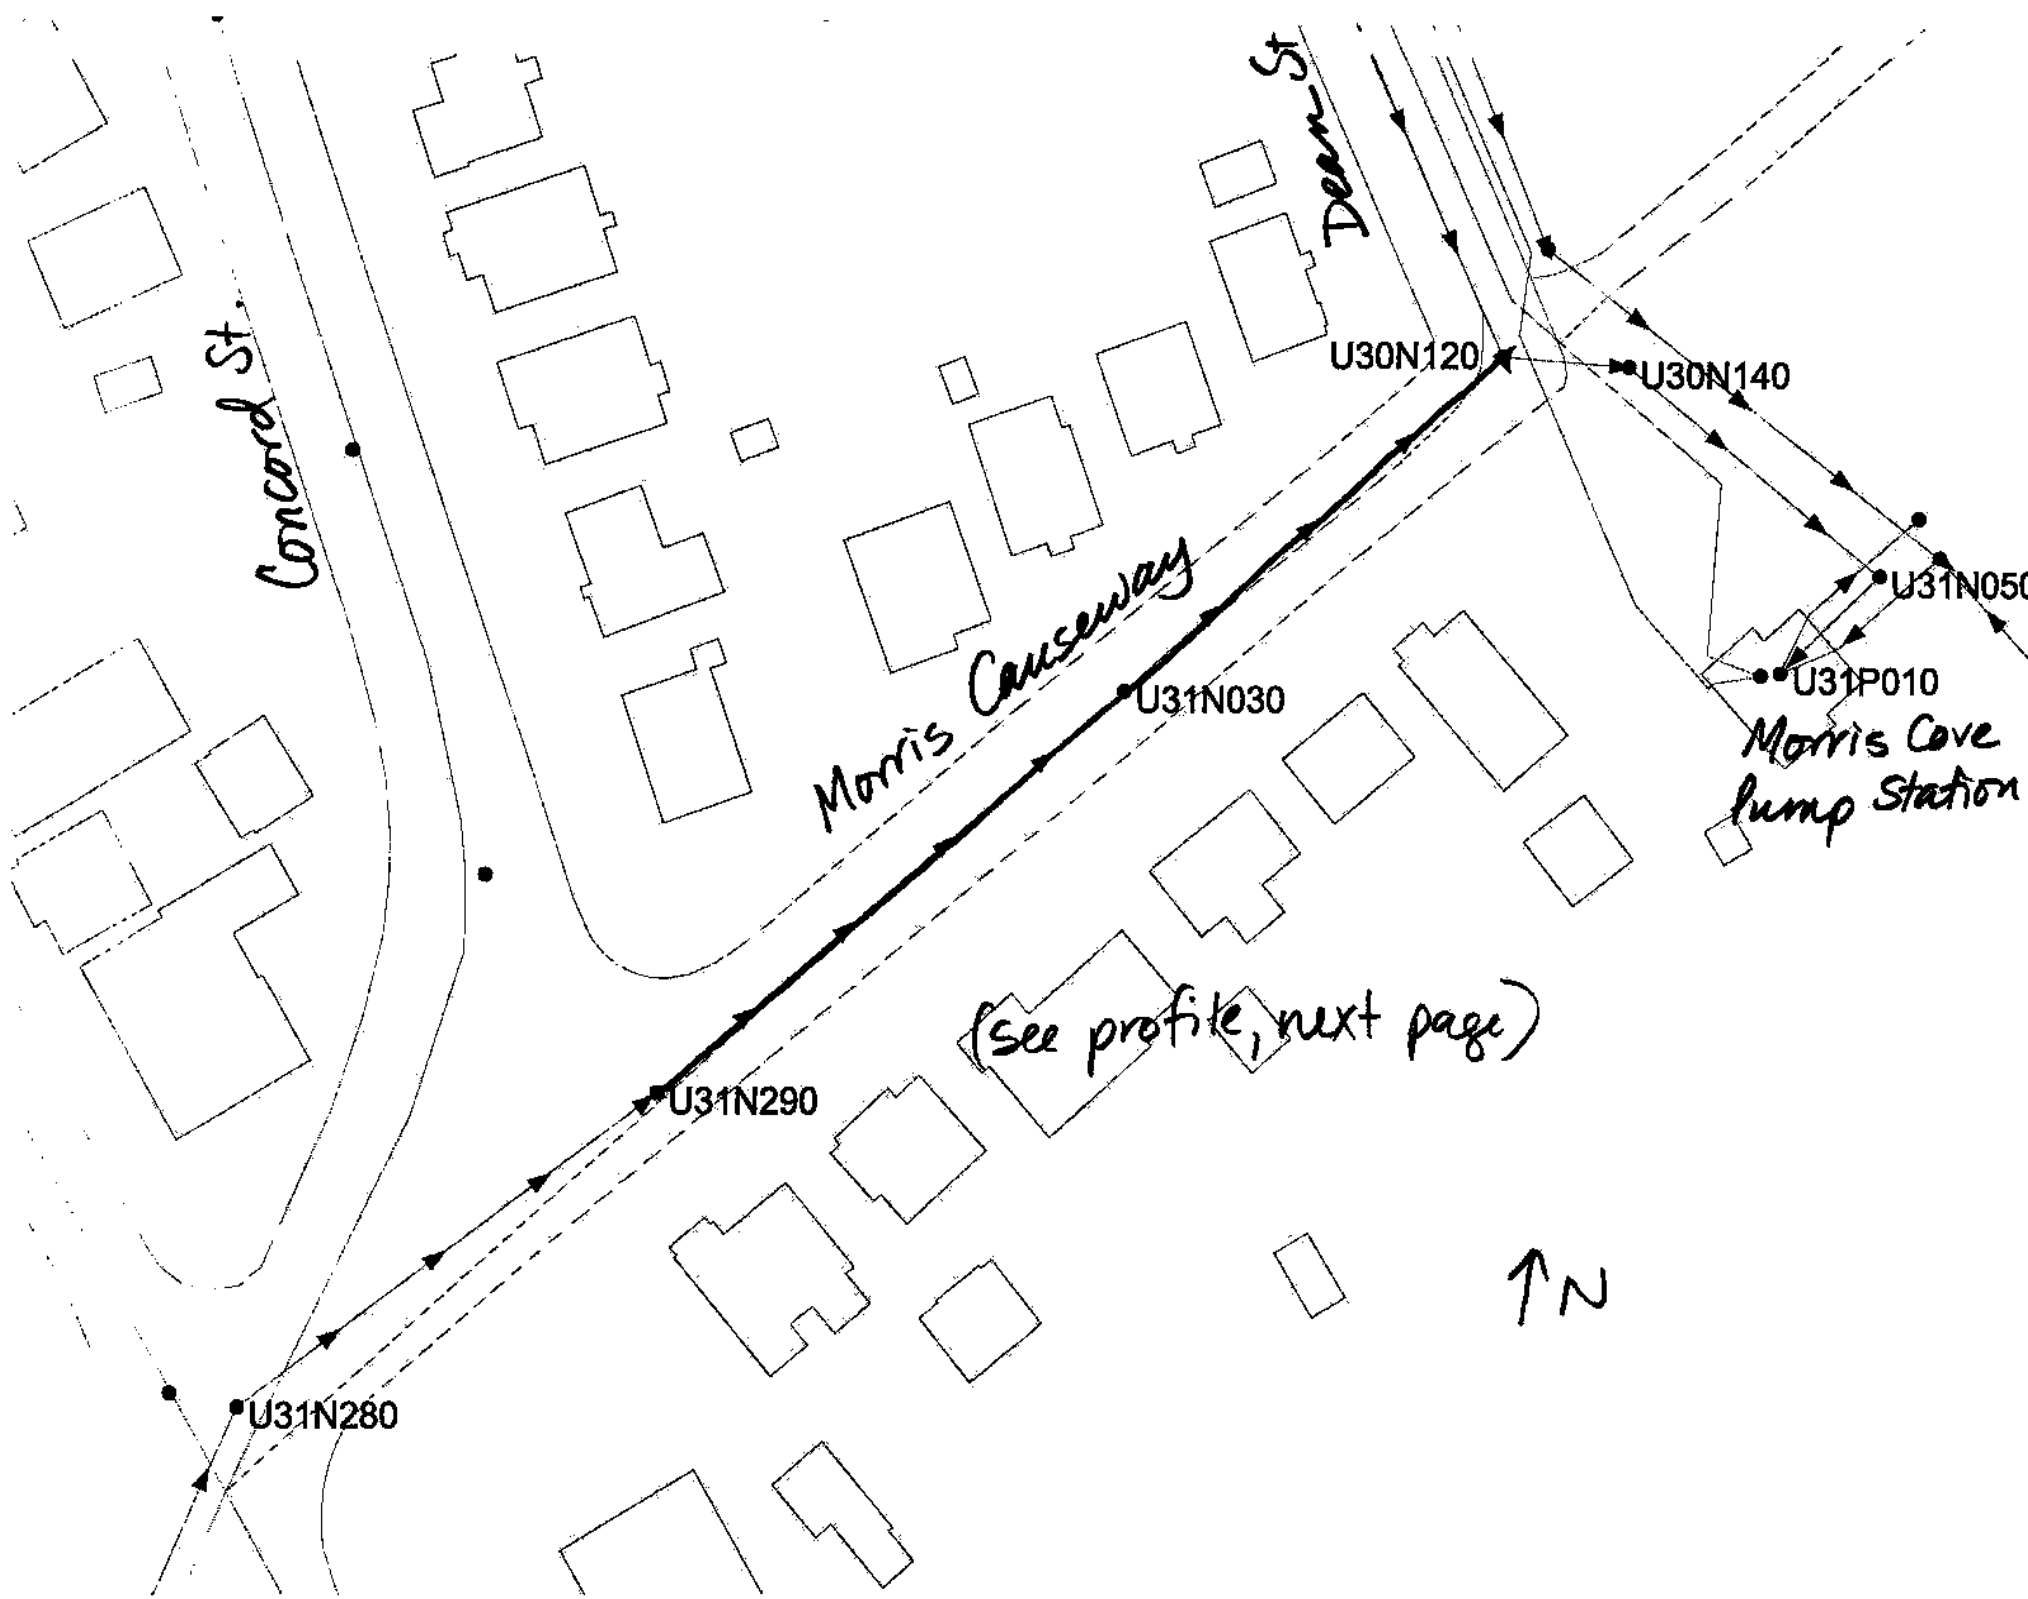 Dean St
Concord St.
U30N120
U30N140
Morris Causeway
U31N050
U31N030
U31P010
Morris Cove
Pump Station
(see profile, next page)
U31N290
↑N
U31N280